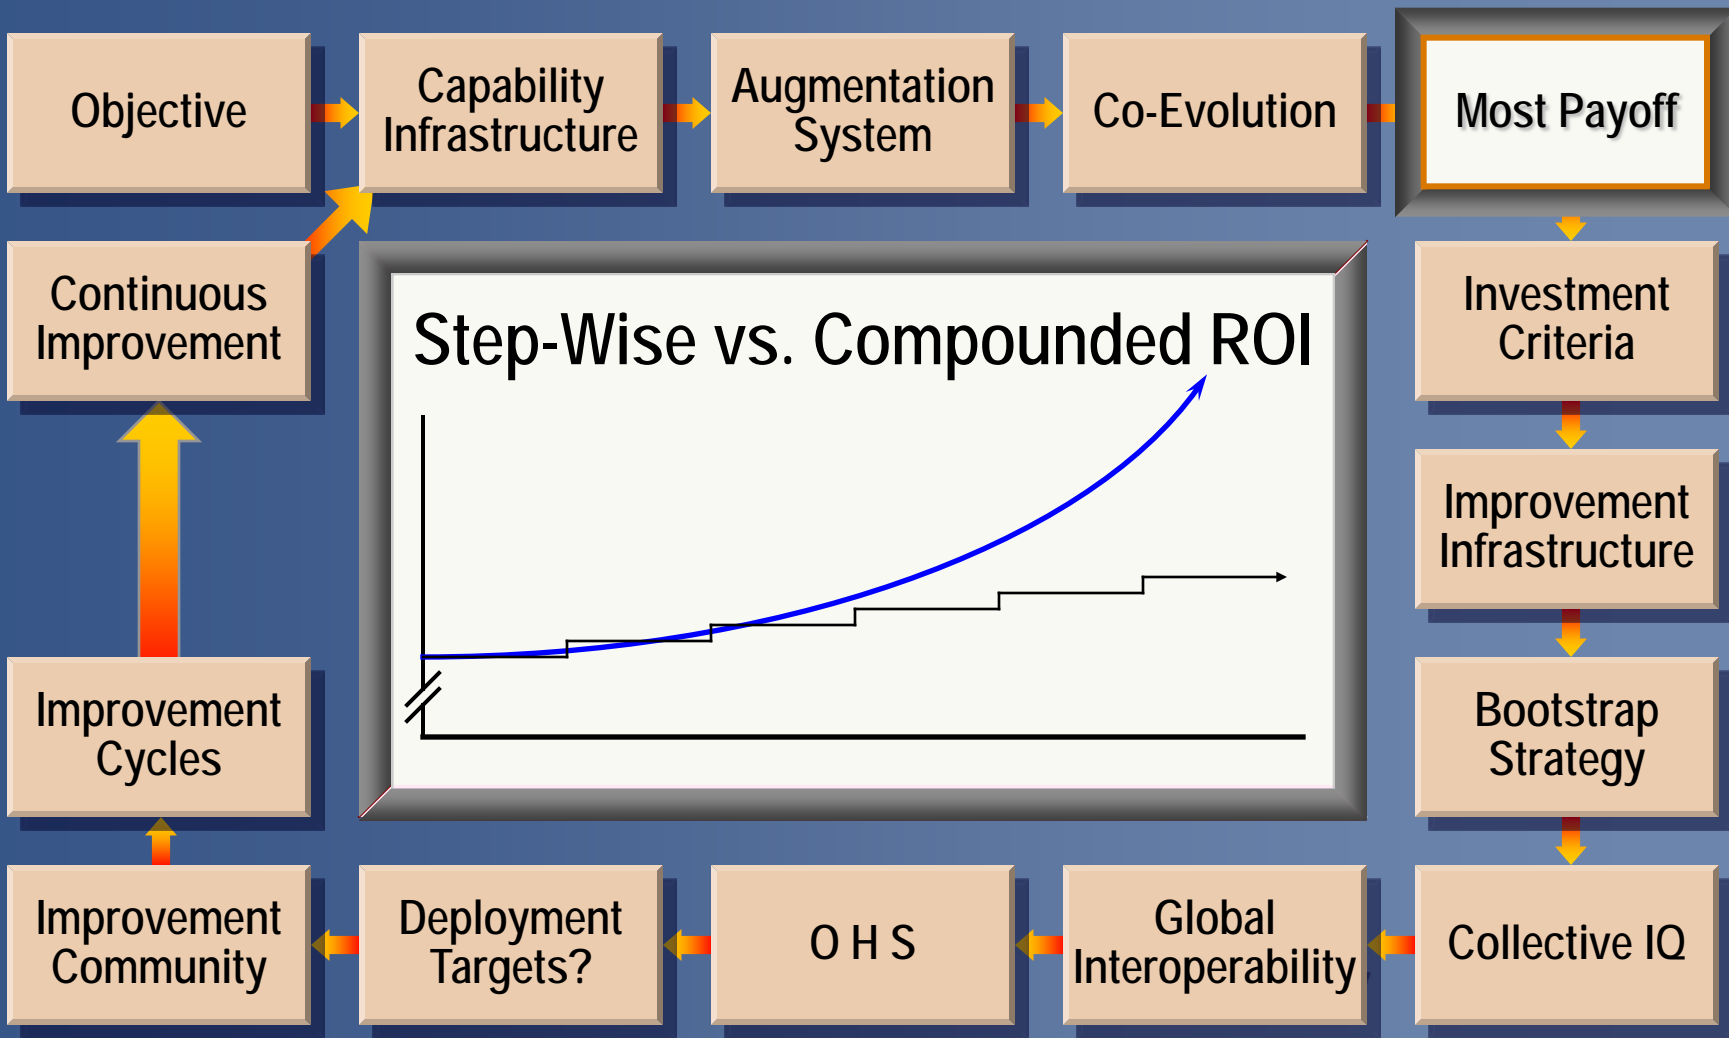 Objective
Capability
Infrastructure
Augmentation
System
Co-Evolution
Most Payoff
Continuous
Improvement
Step-Wise vs. Compounded ROI
Investment
Criteria
Improvement
Infrastructure
Improvement
Cycles
Bootstrap
Strategy
Improvement
Community
Deployment
Targets?
O H S
Global
Interoperability
Collective IQ